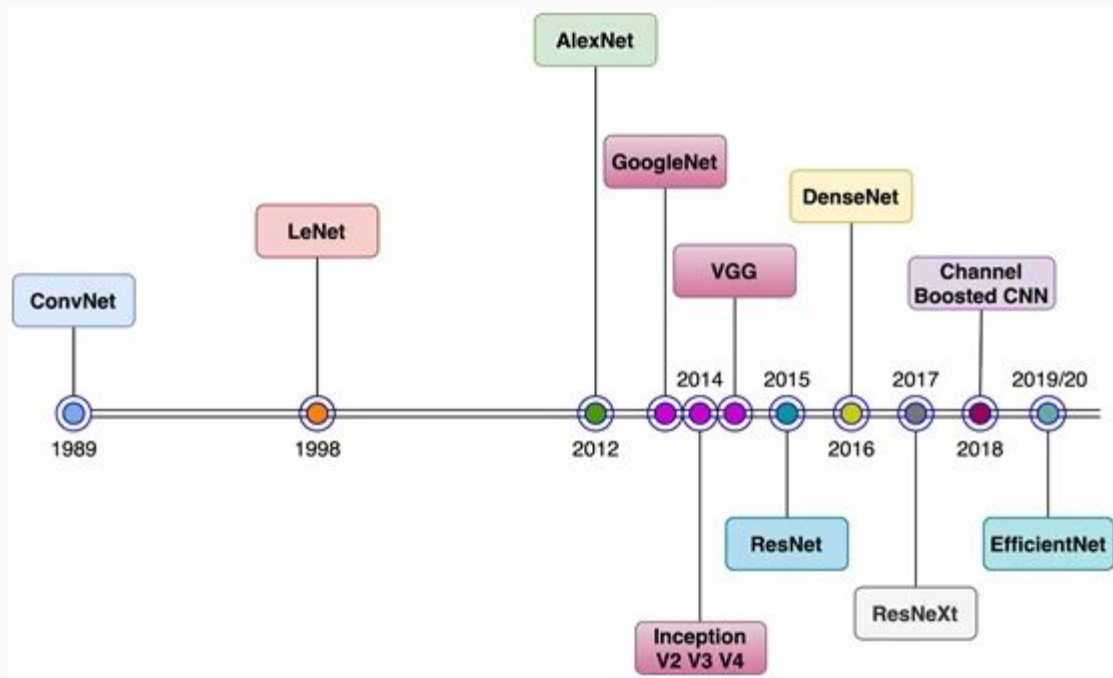 AlexNet
GoogleNet
DenseNet
LeNet
VGG
Channel
Boosted CNN
ConvNet
2014
2015
2017
2019/20
1989
1998
2012
2016
2018
ResNet
EfficientNet
ResNeXt
Inception
V2 V3 V4